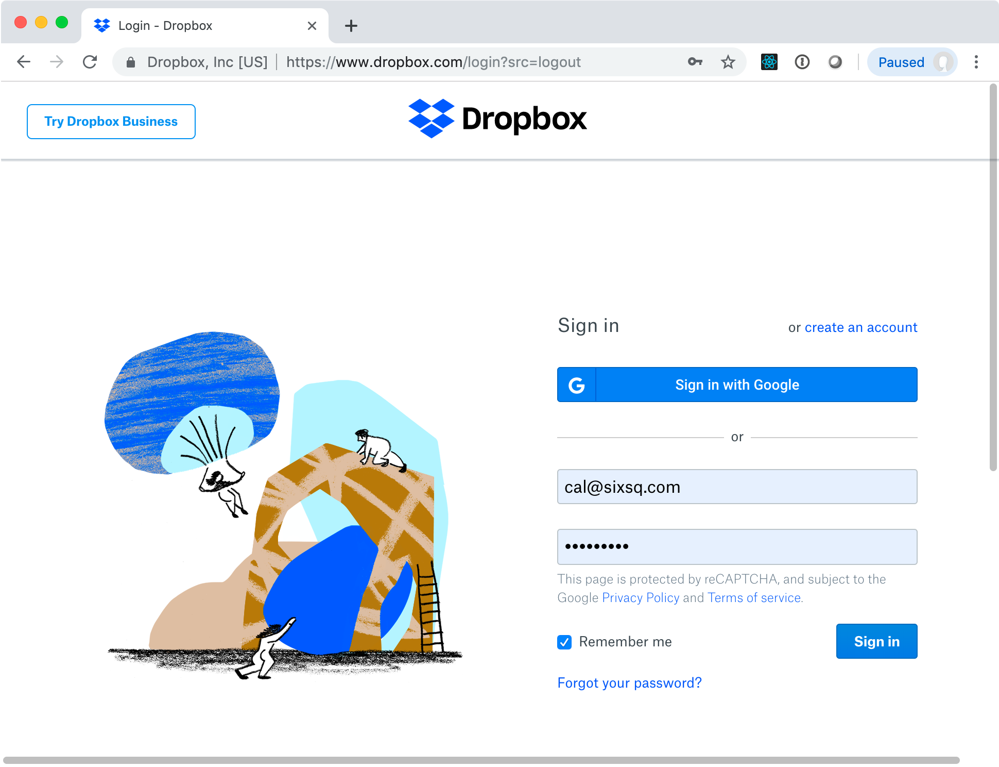 Login - Dropbox
Dropbox, Inc [US] https://www.dropbox.com/login?src=logout
Paused
Try Dropbox Business
Dropbox
Sign in
or create an account
G
Sign in with Google
or
cal@sixsq.com
•••••••••
This page is protected by reCAPTCHA, and subject to the
Google Privacy Policy and Terms of service.
Remember me
Sign in
Forgot your password?